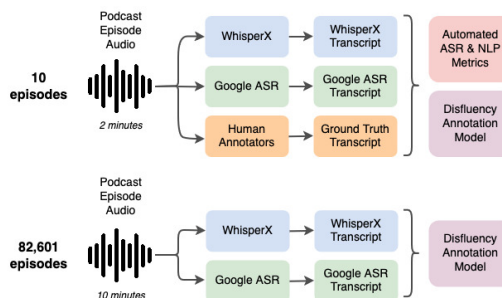 Podcast
Episode
Audio
10
episodes
2 minutes
WhisperX
WhisperX
Transcript
Google ASR
Google ASR
Transcript
Human
Annotators
Ground Truth
Transcript
Automated
ASR & NLP
Metrics
Disfluency
Annotation
Model
Podcast
Episode
Audio
82,601
episodes
10 minutes
WhisperX
WhisperX
Transcript
Google ASR
Google ASR
Transcript
Disfluency
Annotation
Model